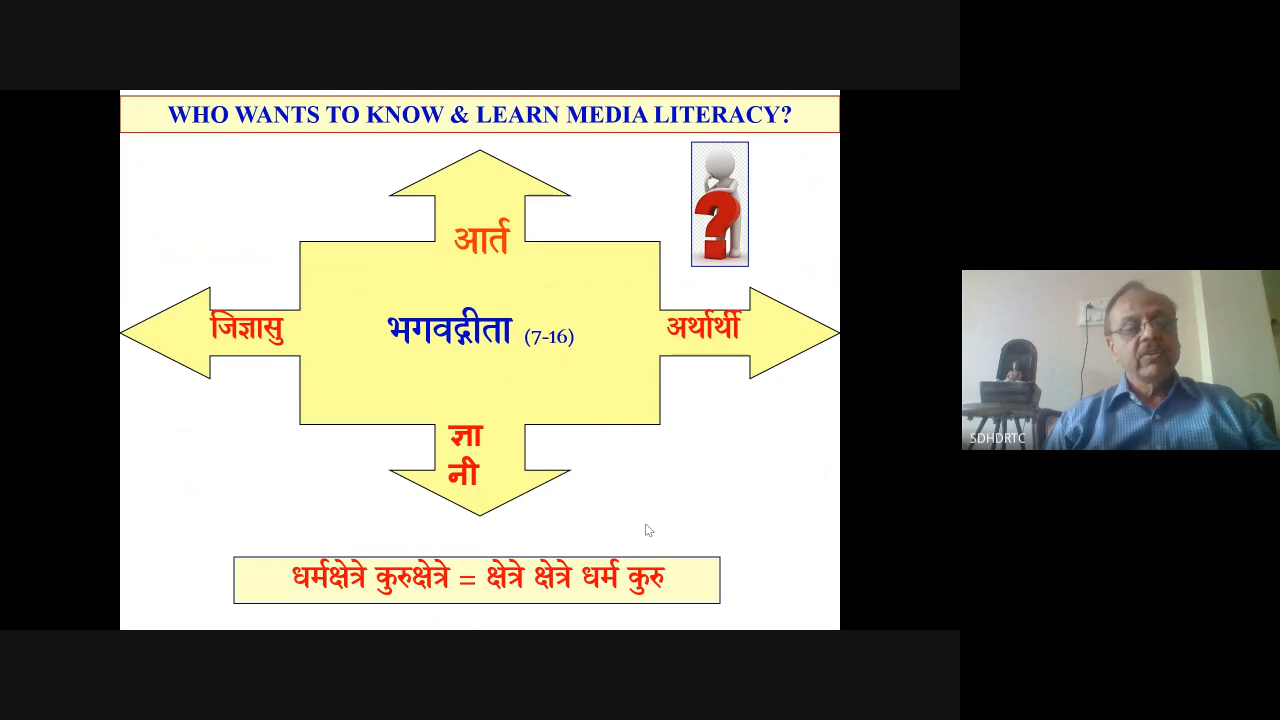 WHO WANTS TO KNOW & LEARN MEDIA LITERACY?
आर्त
जिज्ञासु
भगवद्गीता (7-16)
अर्थार्थी
ज्ञा
नी
धर्मक्षेत्रे कुरुक्षेत्रे = क्षेत्रे क्षेत्रे धर्म कुरु
SDHDRTC